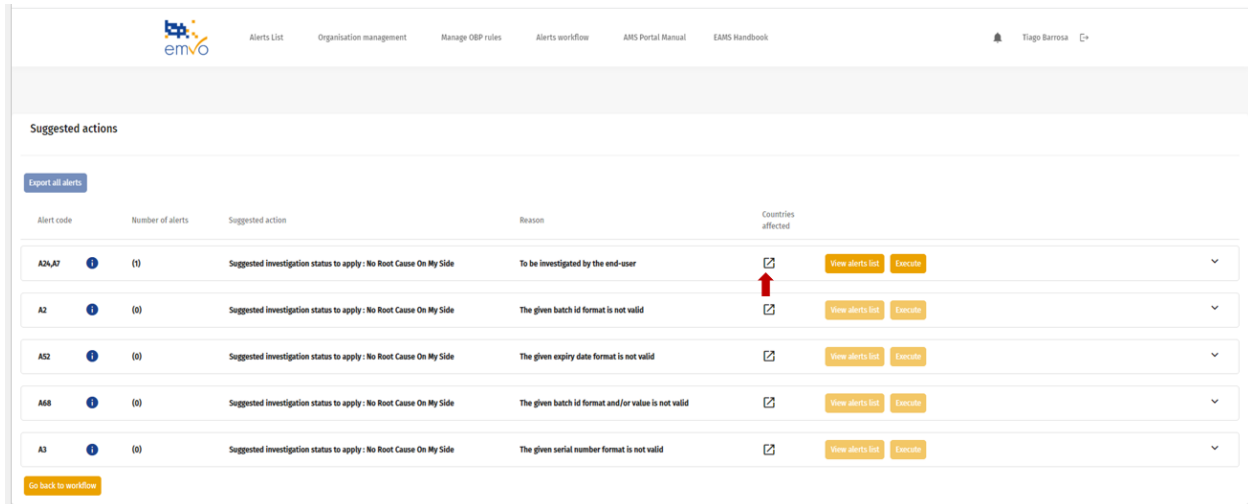 emvo
Alerts List Organisation management Manage OBP rules Alerts workflow AMS Portal Manual EAMS Handbook Tiago Barrosa
Suggested actions
Export all alerts
Alert code Number of alerts Suggested action Reason Countries affected
A24,A7 (1) Suggested investigation status to apply : No Root Cause On My Side To be investigated by the end-user View alerts list Execute
A2 (0) Suggested investigation status to apply : No Root Cause On My Side The given batch id format is not valid View alerts list Execute
A52 (0) Suggested investigation status to apply : No Root Cause On My Side The given expiry date format is not valid View alerts list Execute
A68 (0) Suggested investigation status to apply : No Root Cause On My Side The given batch id format and/or value is not valid View alerts list Execute
A3 (0) Suggested investigation status to apply : No Root Cause On My Side The given serial number format is not valid View alerts list Execute
Go back to workflow